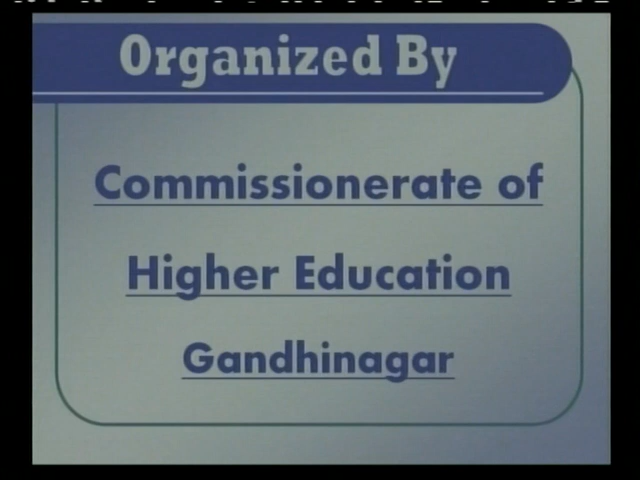 Organized By
Commissionerate of
Higher Education
Gandhinagar